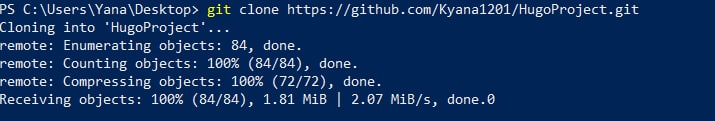 PS C:\Users\Yana\Desktop> git clone https://github.com/Kyana1201/HugoProject.git
Cloning into 'HugoProject'...
remote: Enumerating objects: 84, done.
remote: Counting objects: 100% (84/84), done.
remote: Compressing objects: 100% (72/72), done.
Receiving objects: 100% (84/84), 1.81 MiB | 2.07 MiB/s, done.0